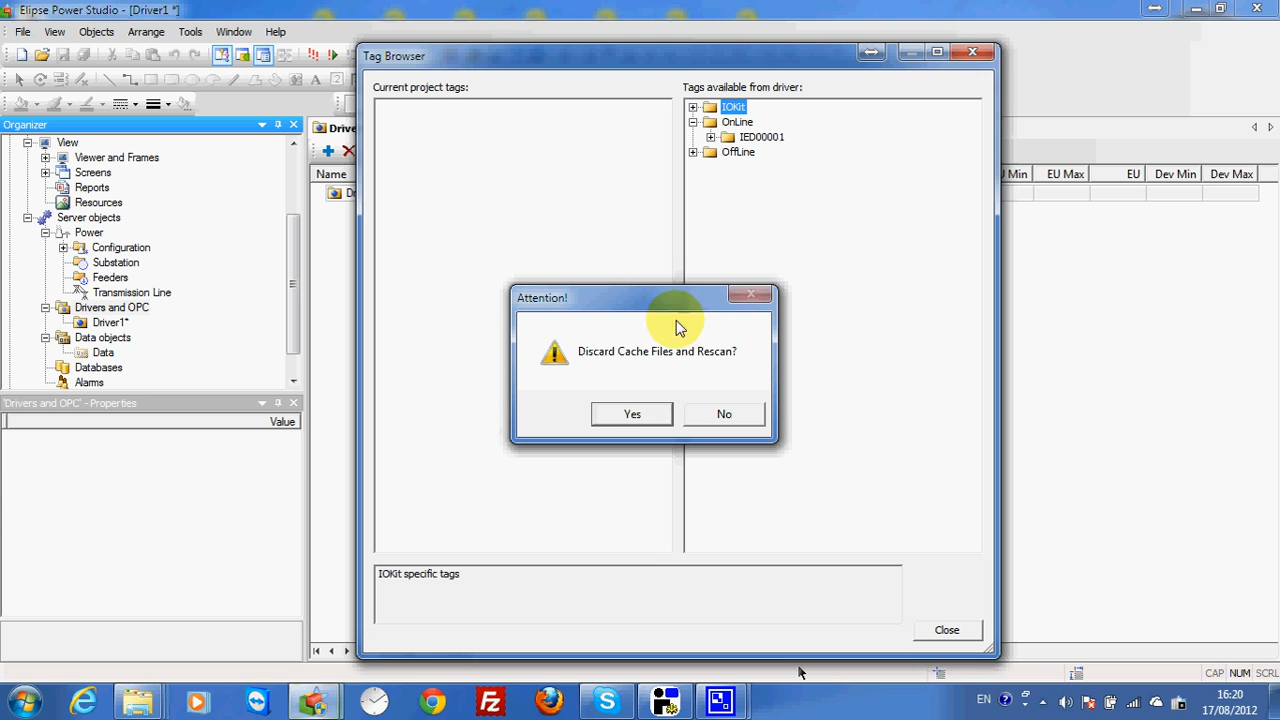 Elipse Power Studio - [Driver1 *]
File View Objects Arrange Tools Window Help
Tag Browser
Current project tags:
Tags available from driver:
IOKit
OnLine
IED00001
OffLine
Organizer
View
Viewer and Frames
Screens
Reports
Resources
Server objects
Power
Configuration
Substation
Feeders
Transmission Line
Drivers and OPC
Driver1*
Data objects
Data
Databases
Alarms
Name
Min EU Max EU Dev Min Dev Max
Attention!
Discard Cache Files and Rescan?
Yes No
'Drivers and OPC' - Properties
Value
IOKit specific tags
Close
CAP NUM SCRL
EN
16:20
17/08/2012